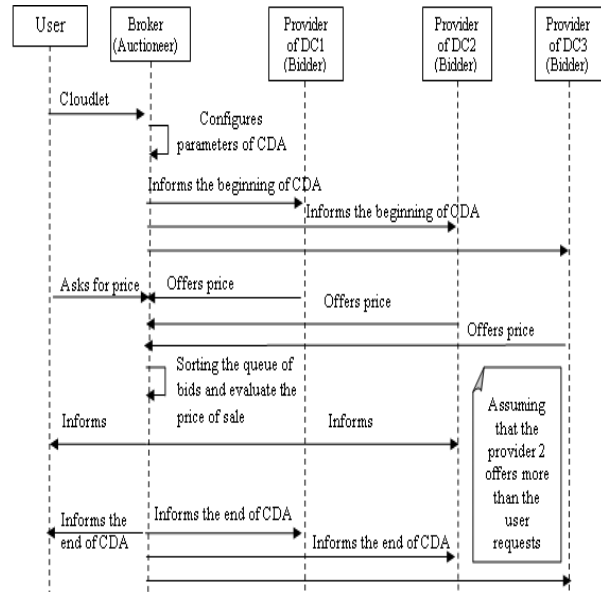 User
Broker
(Auctioneer)
Provider
of DC1
(Bidder)
Provider
of DC2
(Bidder)
Provider
of DC3
(Bidder)
Cloudlet
Configures
parameters of CDA
Informs the beginning of CDA
Informs the beginning of CDA
Asks for price
Offers price
Offers price
Offers price
Sorting the queue of
bids and evaluate the
price of sale
Informs
Informs
Assuming
that the
provider 2
offers more
than the
user
requests
Informs the
end of CDA
Informs the end of CDA
Informs the end of CDA